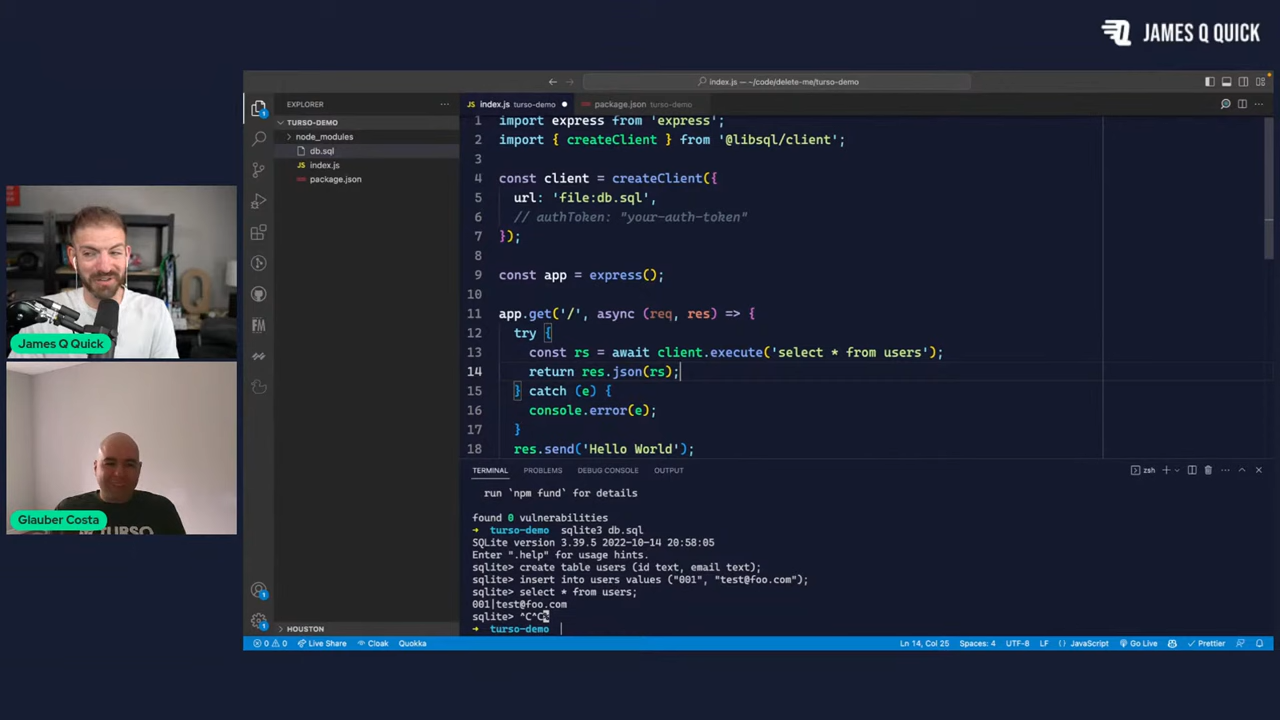 JAMES Q QUICK
index.js — ~/code/delete-me/turso-demo
EXPLORER
TURSO-DEMO
node_modules
db.sql
index.js
package.json
HOUSTON
index.js turso-demo
package.json turso-demo
1 import express from 'express';
2 import { createClient } from '@libsql/client';
3
4 const client = createClient({
5 url: 'file:db.sql',
6 // authToken: "your-auth-token"
7 });
8
9 const app = express();
10
11 app.get('/', async (req, res) => {
12 try {
13 const rs = await client.execute('select * from users');
14 return res.json(rs);
15 } catch (e) {
16 console.error(e);
17 }
18 res.send('Hello World');
TERMINAL PROBLEMS DEBUG CONSOLE OUTPUT
zsh
run `npm fund` for details
found 0 vulnerabilities
➜ turso-demo sqlite3 db.sql
SQLite version 3.39.5 2022-10-14 20:58:05
Enter ".help" for usage hints.
sqlite> create table users (id text, email text);
sqlite> insert into users values ("001", "test@foo.com");
sqlite> select * from users;
001|test@foo.com
sqlite> ^C^C
➜ turso-demo
0 0 Live Share Cloak Quokka
Ln 14, Col 25 Spaces: 4 UTF-8 LF { } JavaScript Go Live Prettier
James Q Quick
Glauber Costa
TURSO